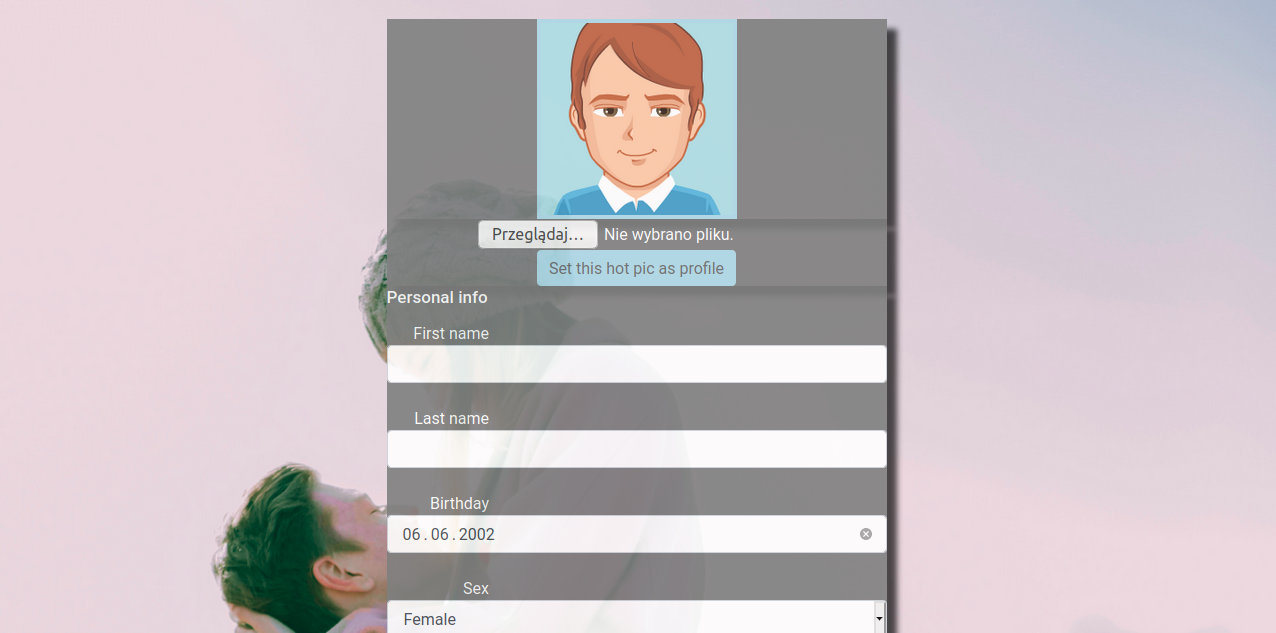 Przeglądaj... Nie wybrano pliku.
Set this hot pic as profile
Personal info
First name
Last name
Birthday
06.06.2002
Sex
Female